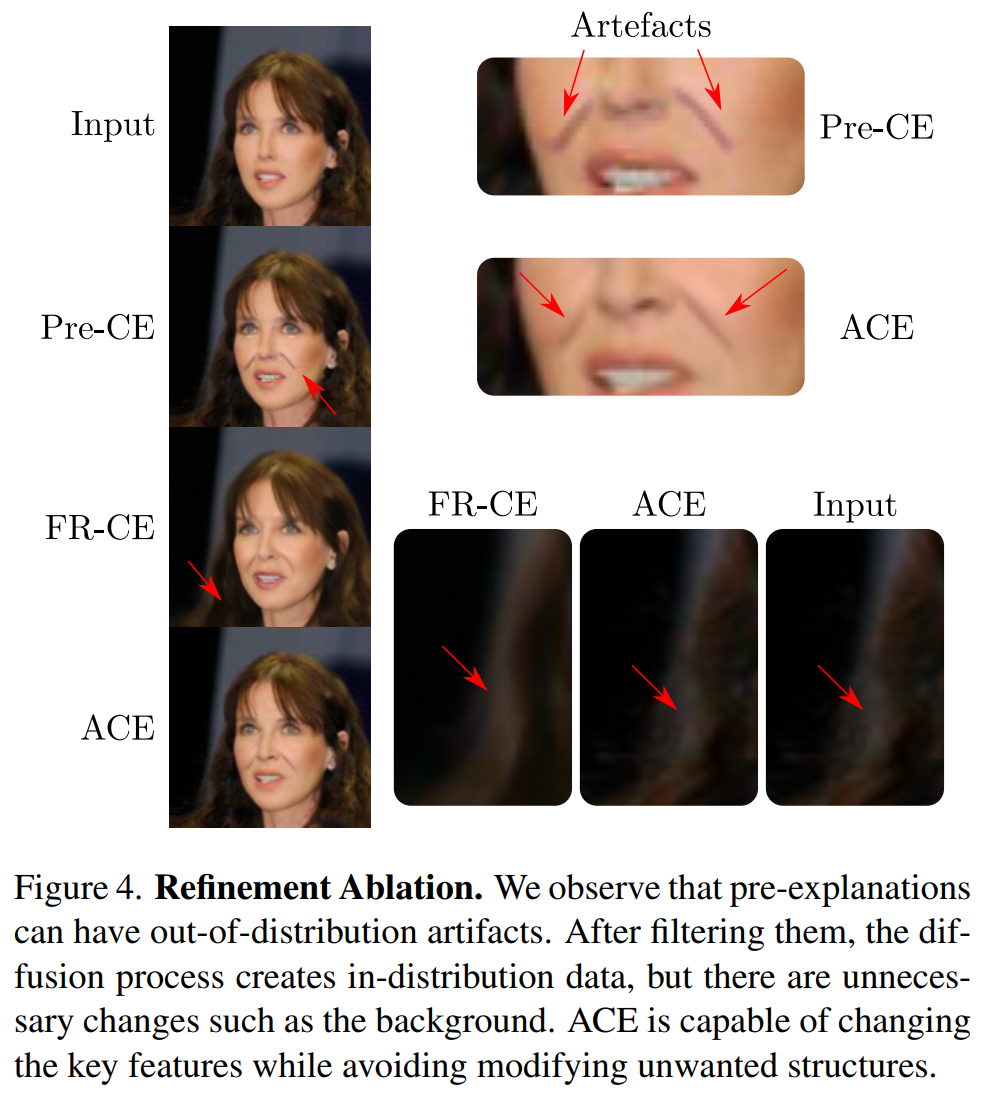 Artefacts
Input
Pre-CE
Pre-CE
ACE
FR-CE
FR-CE
ACE
Input
ACE
Figure 4. Refinement Ablation. We observe that pre-explanations
can have out-of-distribution artifacts. After filtering them, the dif-
fusion process creates in-distribution data, but there are unneces-
sary changes such as the background. ACE is capable of changing
the key features while avoiding modifying unwanted structures.